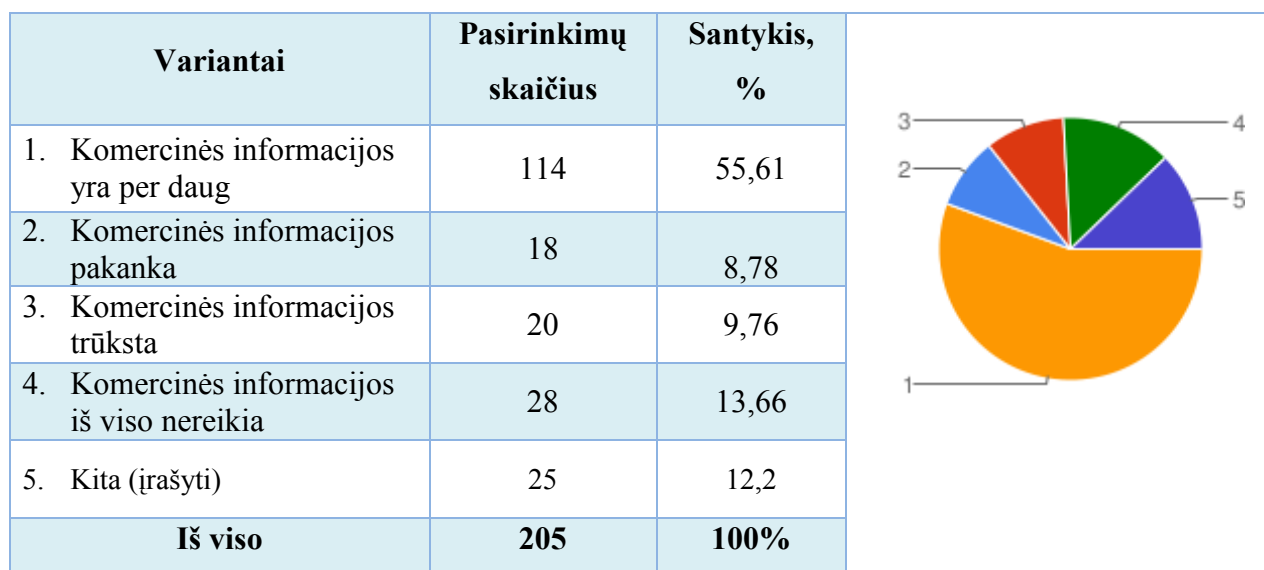 Variantai
Pasirinkimų
skaičius
Santykis,
%
1. Komercinės informacijos
yra per daug
114
55,61
2. Komercinės informacijos
pakanka
18
8,78
3. Komercinės informacijos
trūksta
20
9,76
4. Komercinės informacijos
iš viso nereikia
28
13,66
5. Kita (įrašyti)
25
12,2
Iš viso
205
100%
3
4
2
5
1